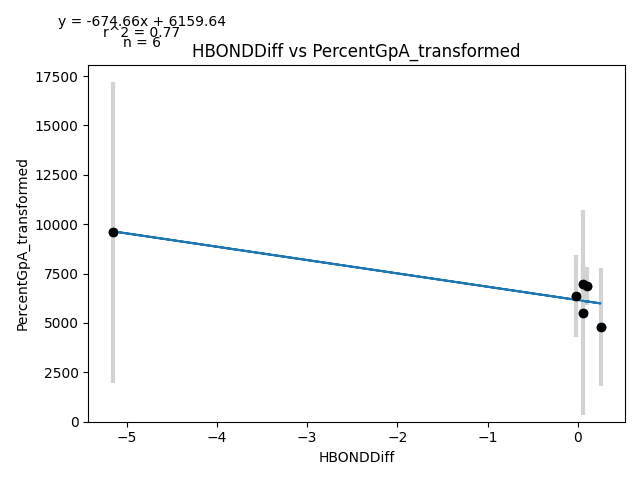 y = -674.66x + 6159.64
r^2 = 0.77
n = 6
HBONDDiff vs PercentGpA_transformed
17500
15000
12500
10000
7500
5000
2500
0
PercentGpA_transformed
−5
−4
−3
−2
−1
0
HBONDDiff